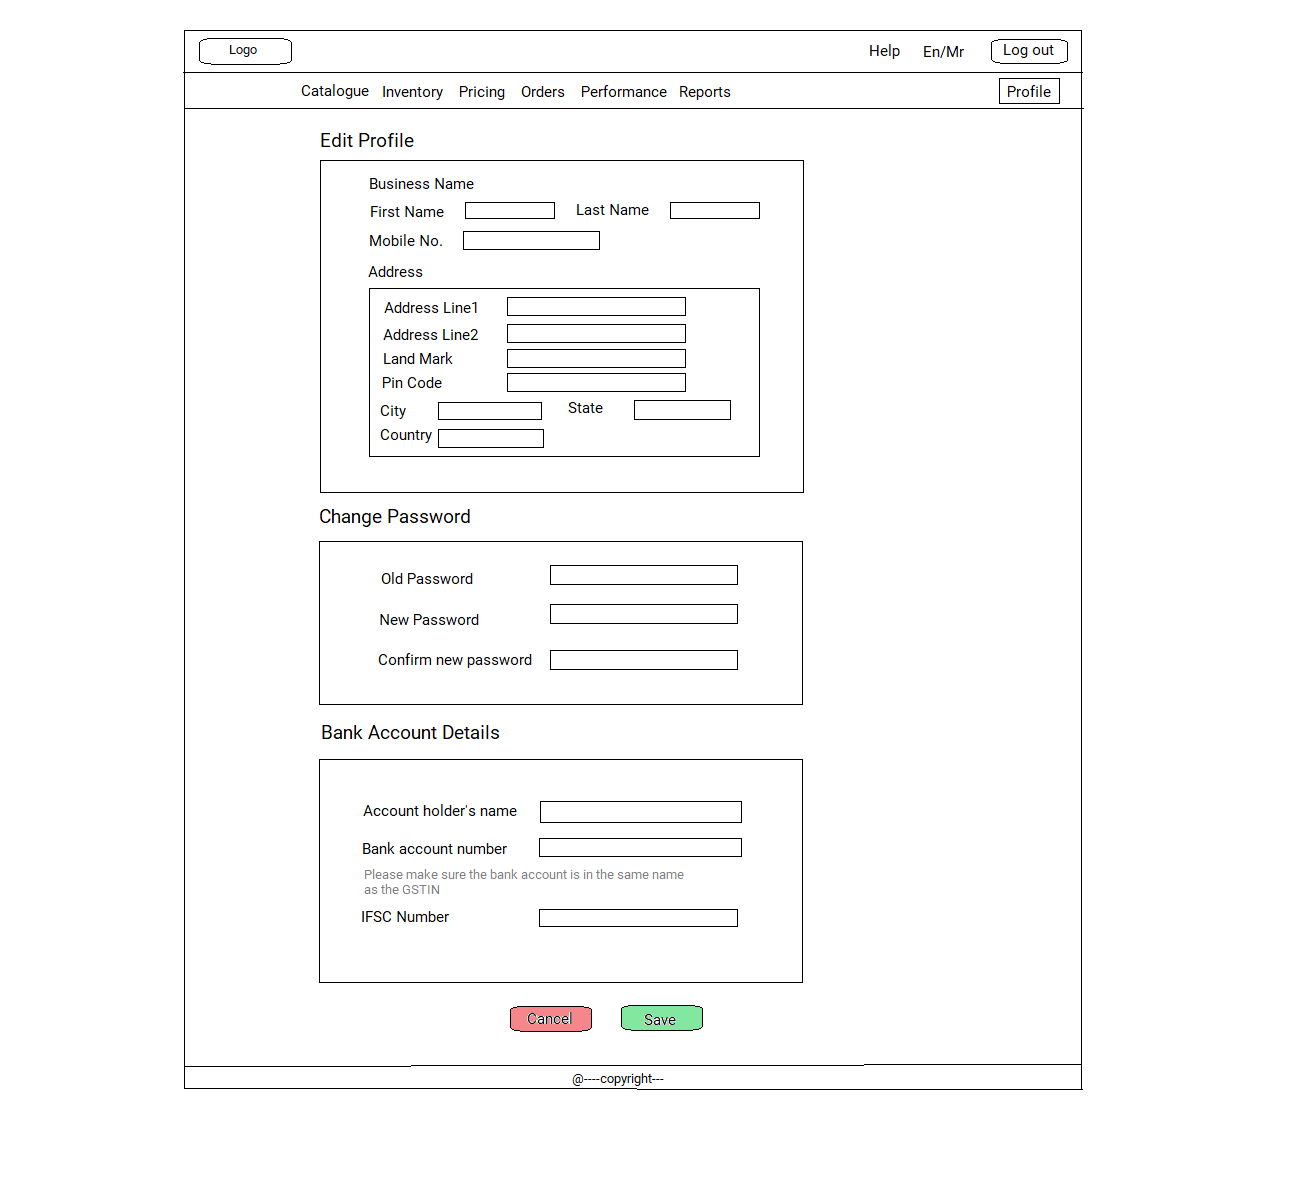 Logo
Help En/Mr Log out
Catalogue Inventory Pricing Orders Performance Reports Profile
Edit Profile
Business Name
First Name Last Name
Mobile No.
Address
Address Line1
Address Line2
Land Mark
Pin Code
City State
Country
Change Password
Old Password
New Password
Confirm new password
Bank Account Details
Account holder's name
Bank account number
Please make sure the bank account is in the same name
as the GSTIN
IFSC Number
Cancel Save
@----copyright---